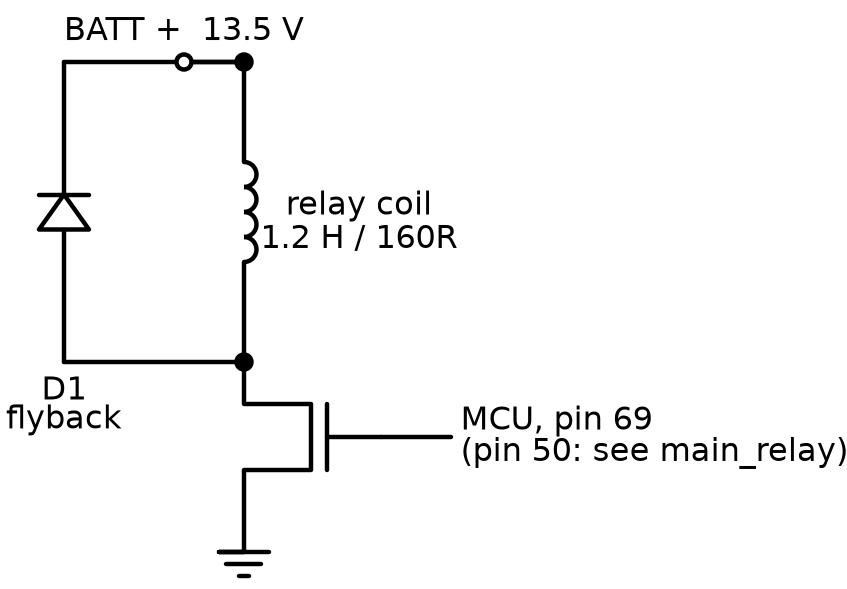 BATT +  13.5 V
relay coil
1.2 H / 160R
D1
flyback
MCU, pin 69
(pin 50: see main_relay)